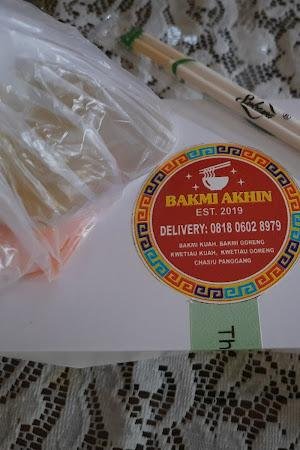 BAKMI AKHIN
EST. 2019
DELIVERY: 0818 0602 8979
BAKMI KUAH, BAKMI GORENG
KWETIAU KUAH, KWETIAU GORENG
CHASIU PANGGANG
Th